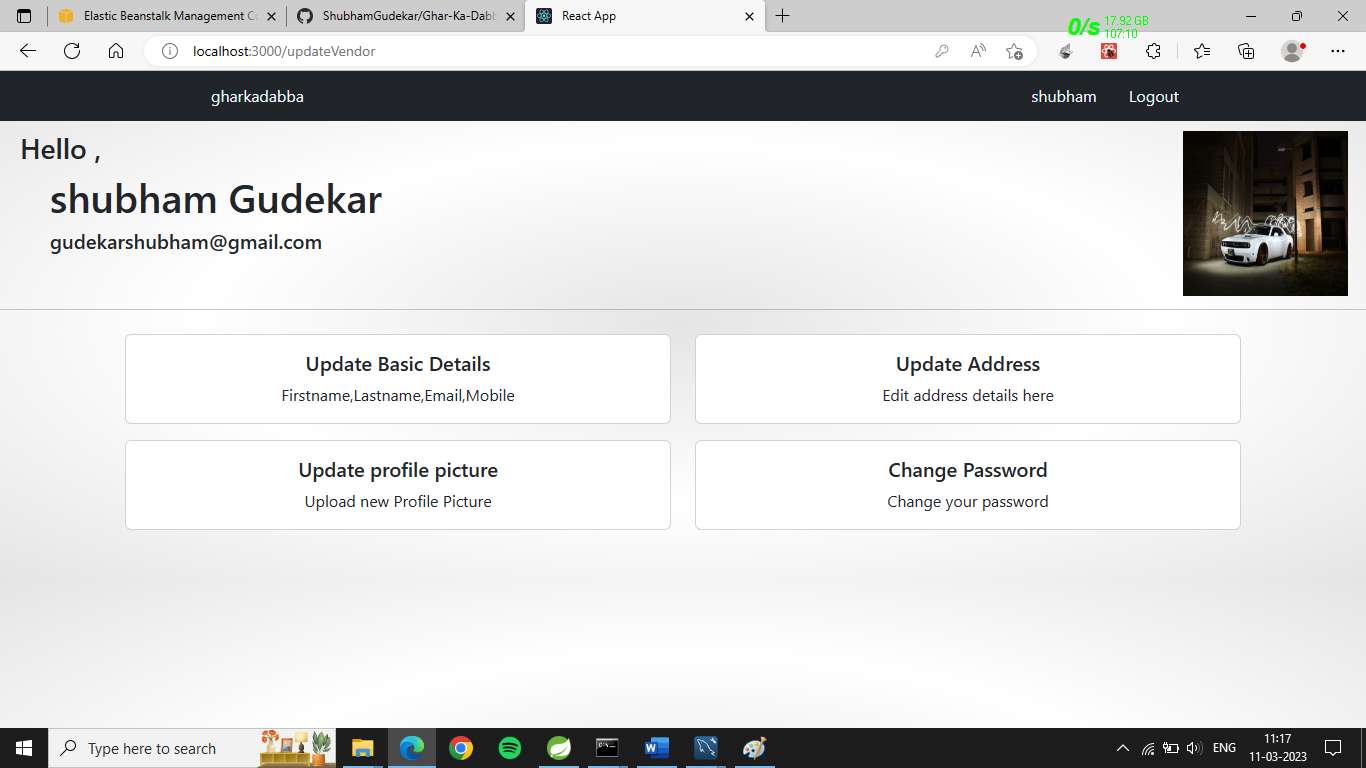 Elastic Beanstalk Management Co
ShubhamGudekar/Ghar-Ka-Dabb
React App
0/s 17.92 GB
107:10
localhost:3000/updateVendor
gharkadabba
shubham
Logout
Hello ,
shubham Gudekar
gudekarshubham@gmail.com
Update Basic Details
Firstname,Lastname,Email,Mobile
Update Address
Edit address details here
Update profile picture
Upload new Profile Picture
Change Password
Change your password
Type here to search
ENG
11:17
11-03-2023